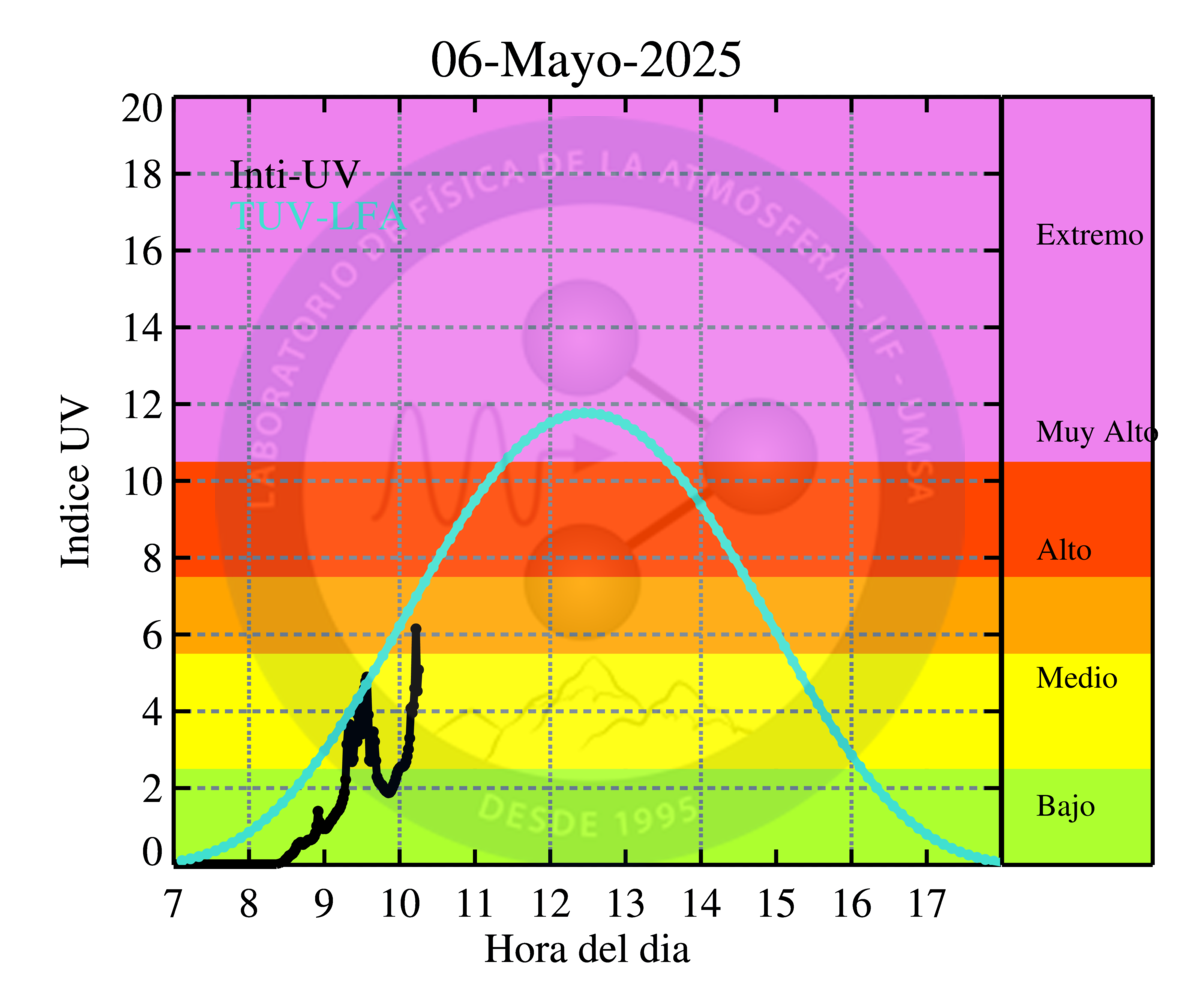 06-Mayo-2025
20
18
16
14
12
10
8
6
4
2
0
Indice UV
Inti-UV
TUV-LFA
LABORATORIO DE FÍSICA DE LA ATMÓSFERA - IIF - UMSA
DESDE 1995
Extremo
Muy Alto
Alto
Medio
Bajo
7 8 9 10 11 12 13 14 15 16 17
Hora del dia